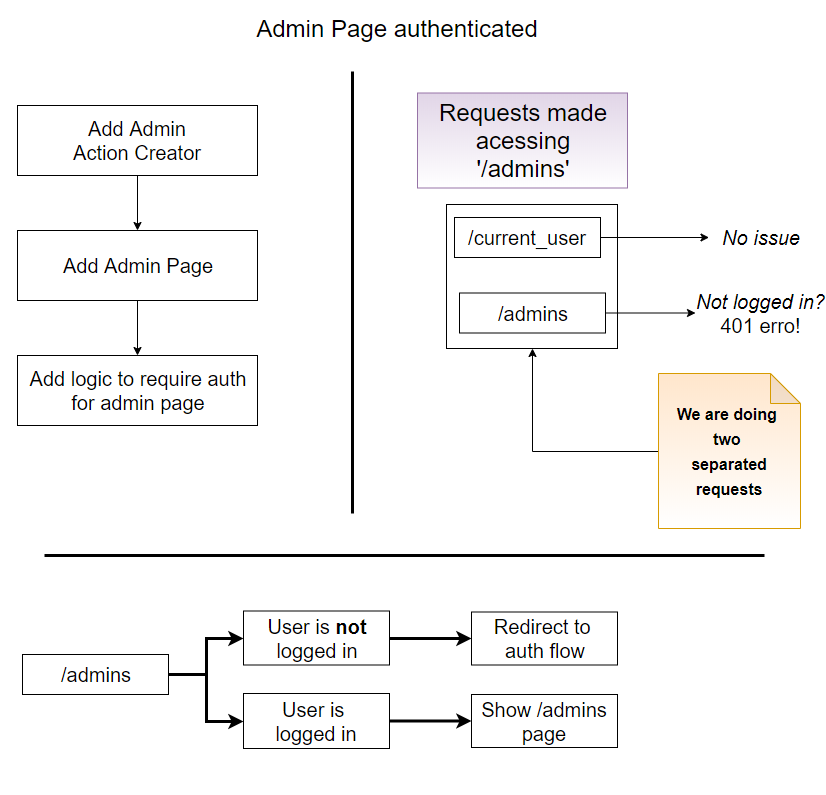 Admin Page authenticated
Add Admin
Action Creator
Add Admin Page
Add logic to require auth
for admin page
Requests made
acessing
'/admins'
/current_user
No issue
/admins
Not logged in?
401 erro!
We are doing
two
separated
requests
/admins
User is not
logged in
Redirect to
auth flow
User is
logged in
Show /admins
page